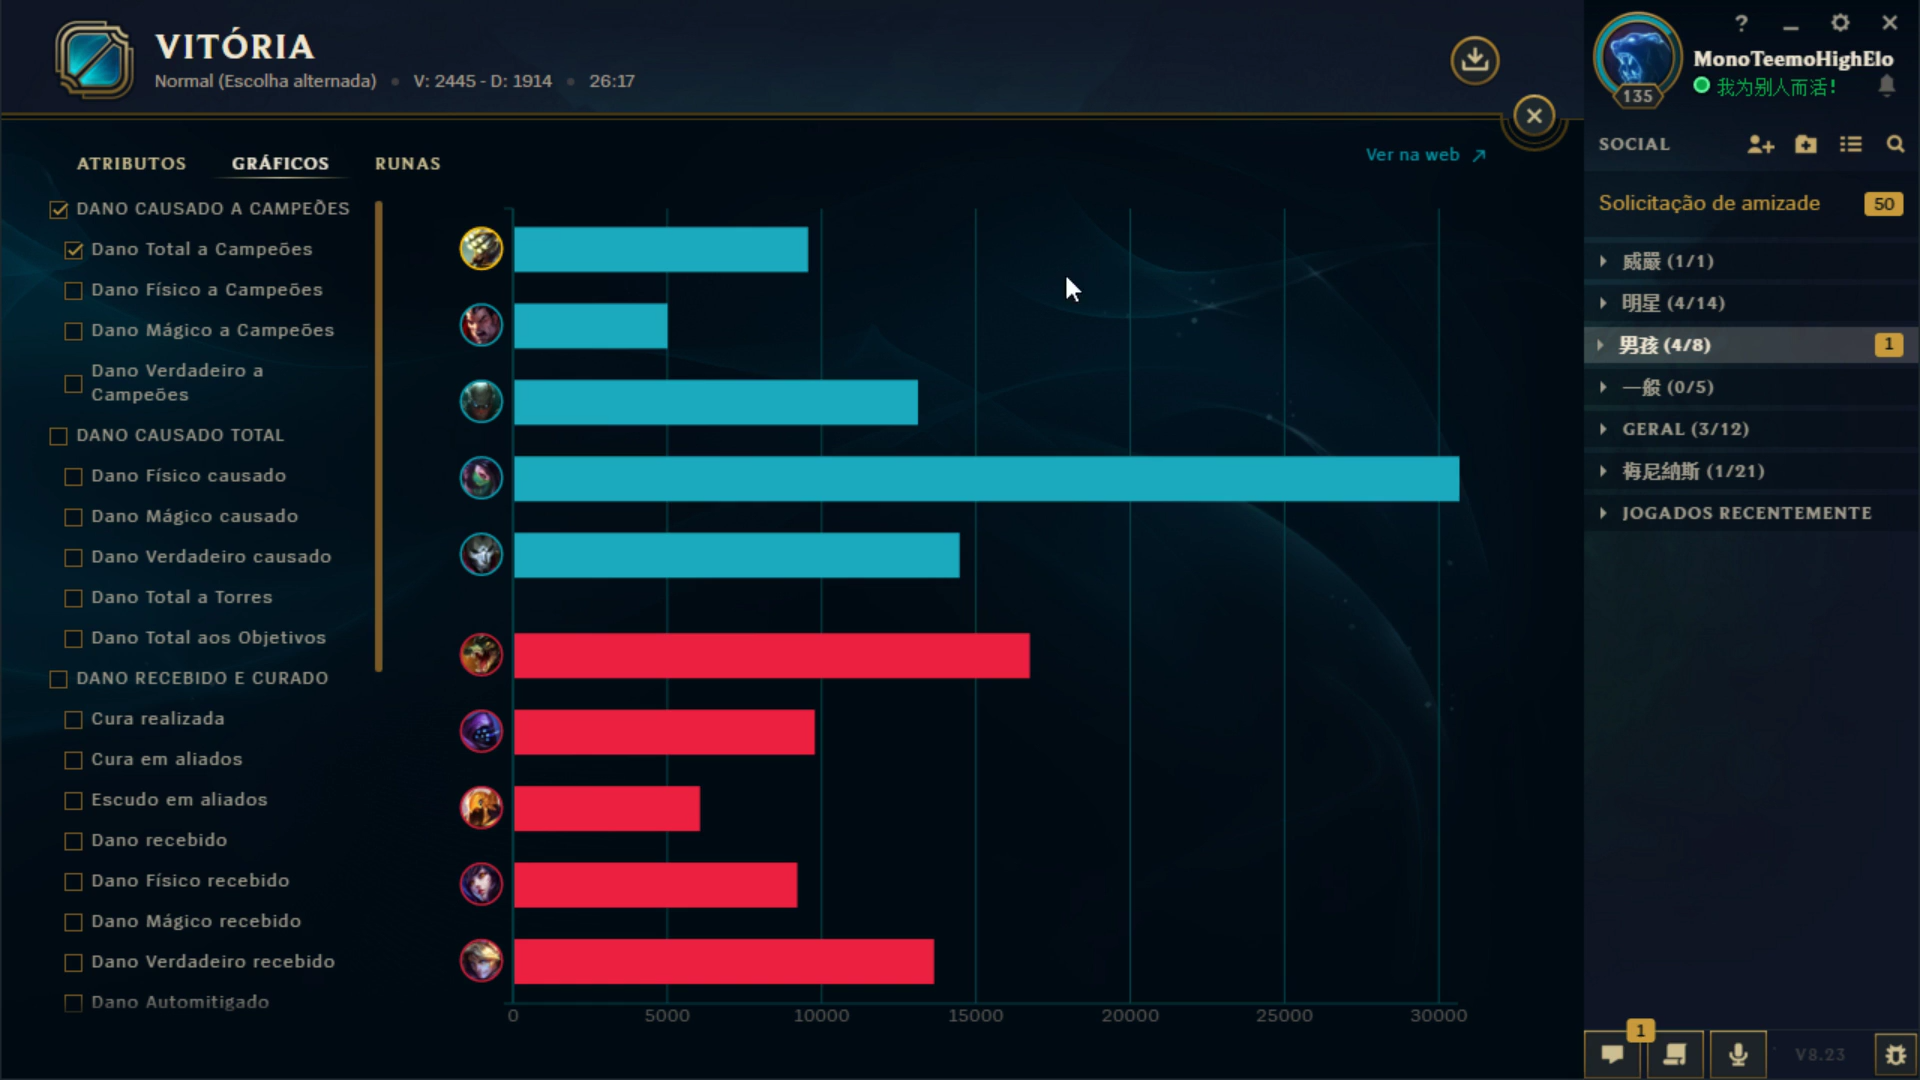 VITÓRIA
Normal (Escolha alternada) • V: 2445 - D: 1914 • 26:17
ATRIBUTOS GRÁFICOS RUNAS
Ver na web
DANO CAUSADO A CAMPEÕES
Dano Total a Campeões
Dano Físico a Campeões
Dano Mágico a Campeões
Dano Verdadeiro a
Campeões
DANO CAUSADO TOTAL
Dano Físico causado
Dano Mágico causado
Dano Verdadeiro causado
Dano Total a Torres
Dano Total aos Objetivos
DANO RECEBIDO E CURADO
Cura realizada
Cura em aliados
Escudo em aliados
Dano recebido
Dano Físico recebido
Dano Mágico recebido
Dano Verdadeiro recebido
Dano Automitigado
0 5000 10000 15000 20000 25000 30000
?
MonoTeemoHighElo
我为别人而活!
135
SOCIAL
Solicitação de amizade 50
威嚴 (1/1)
明星 (4/14)
男孩 (4/8) 1
一般 (0/5)
GERAL (3/12)
梅尼納斯 (1/21)
JOGADOS RECENTEMENTE
1
V8.23